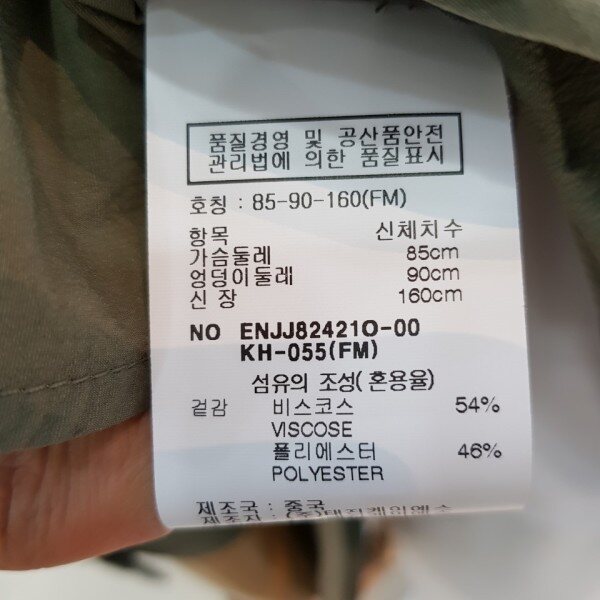 품질경영 및 공산품안전
관리법에 의한 품질표시
호칭 : 85-90-160(FM)
항목 신체치수
가슴둘레 85cm
엉덩이둘레 90cm
신 장 160cm
NO ENJJ82421O-00
KH-055(FM)
섬유의 조성(혼용율)
겉감 비스코스 54%
VISCOSE
폴리에스터 46%
POLYESTER
제조국 : 중국